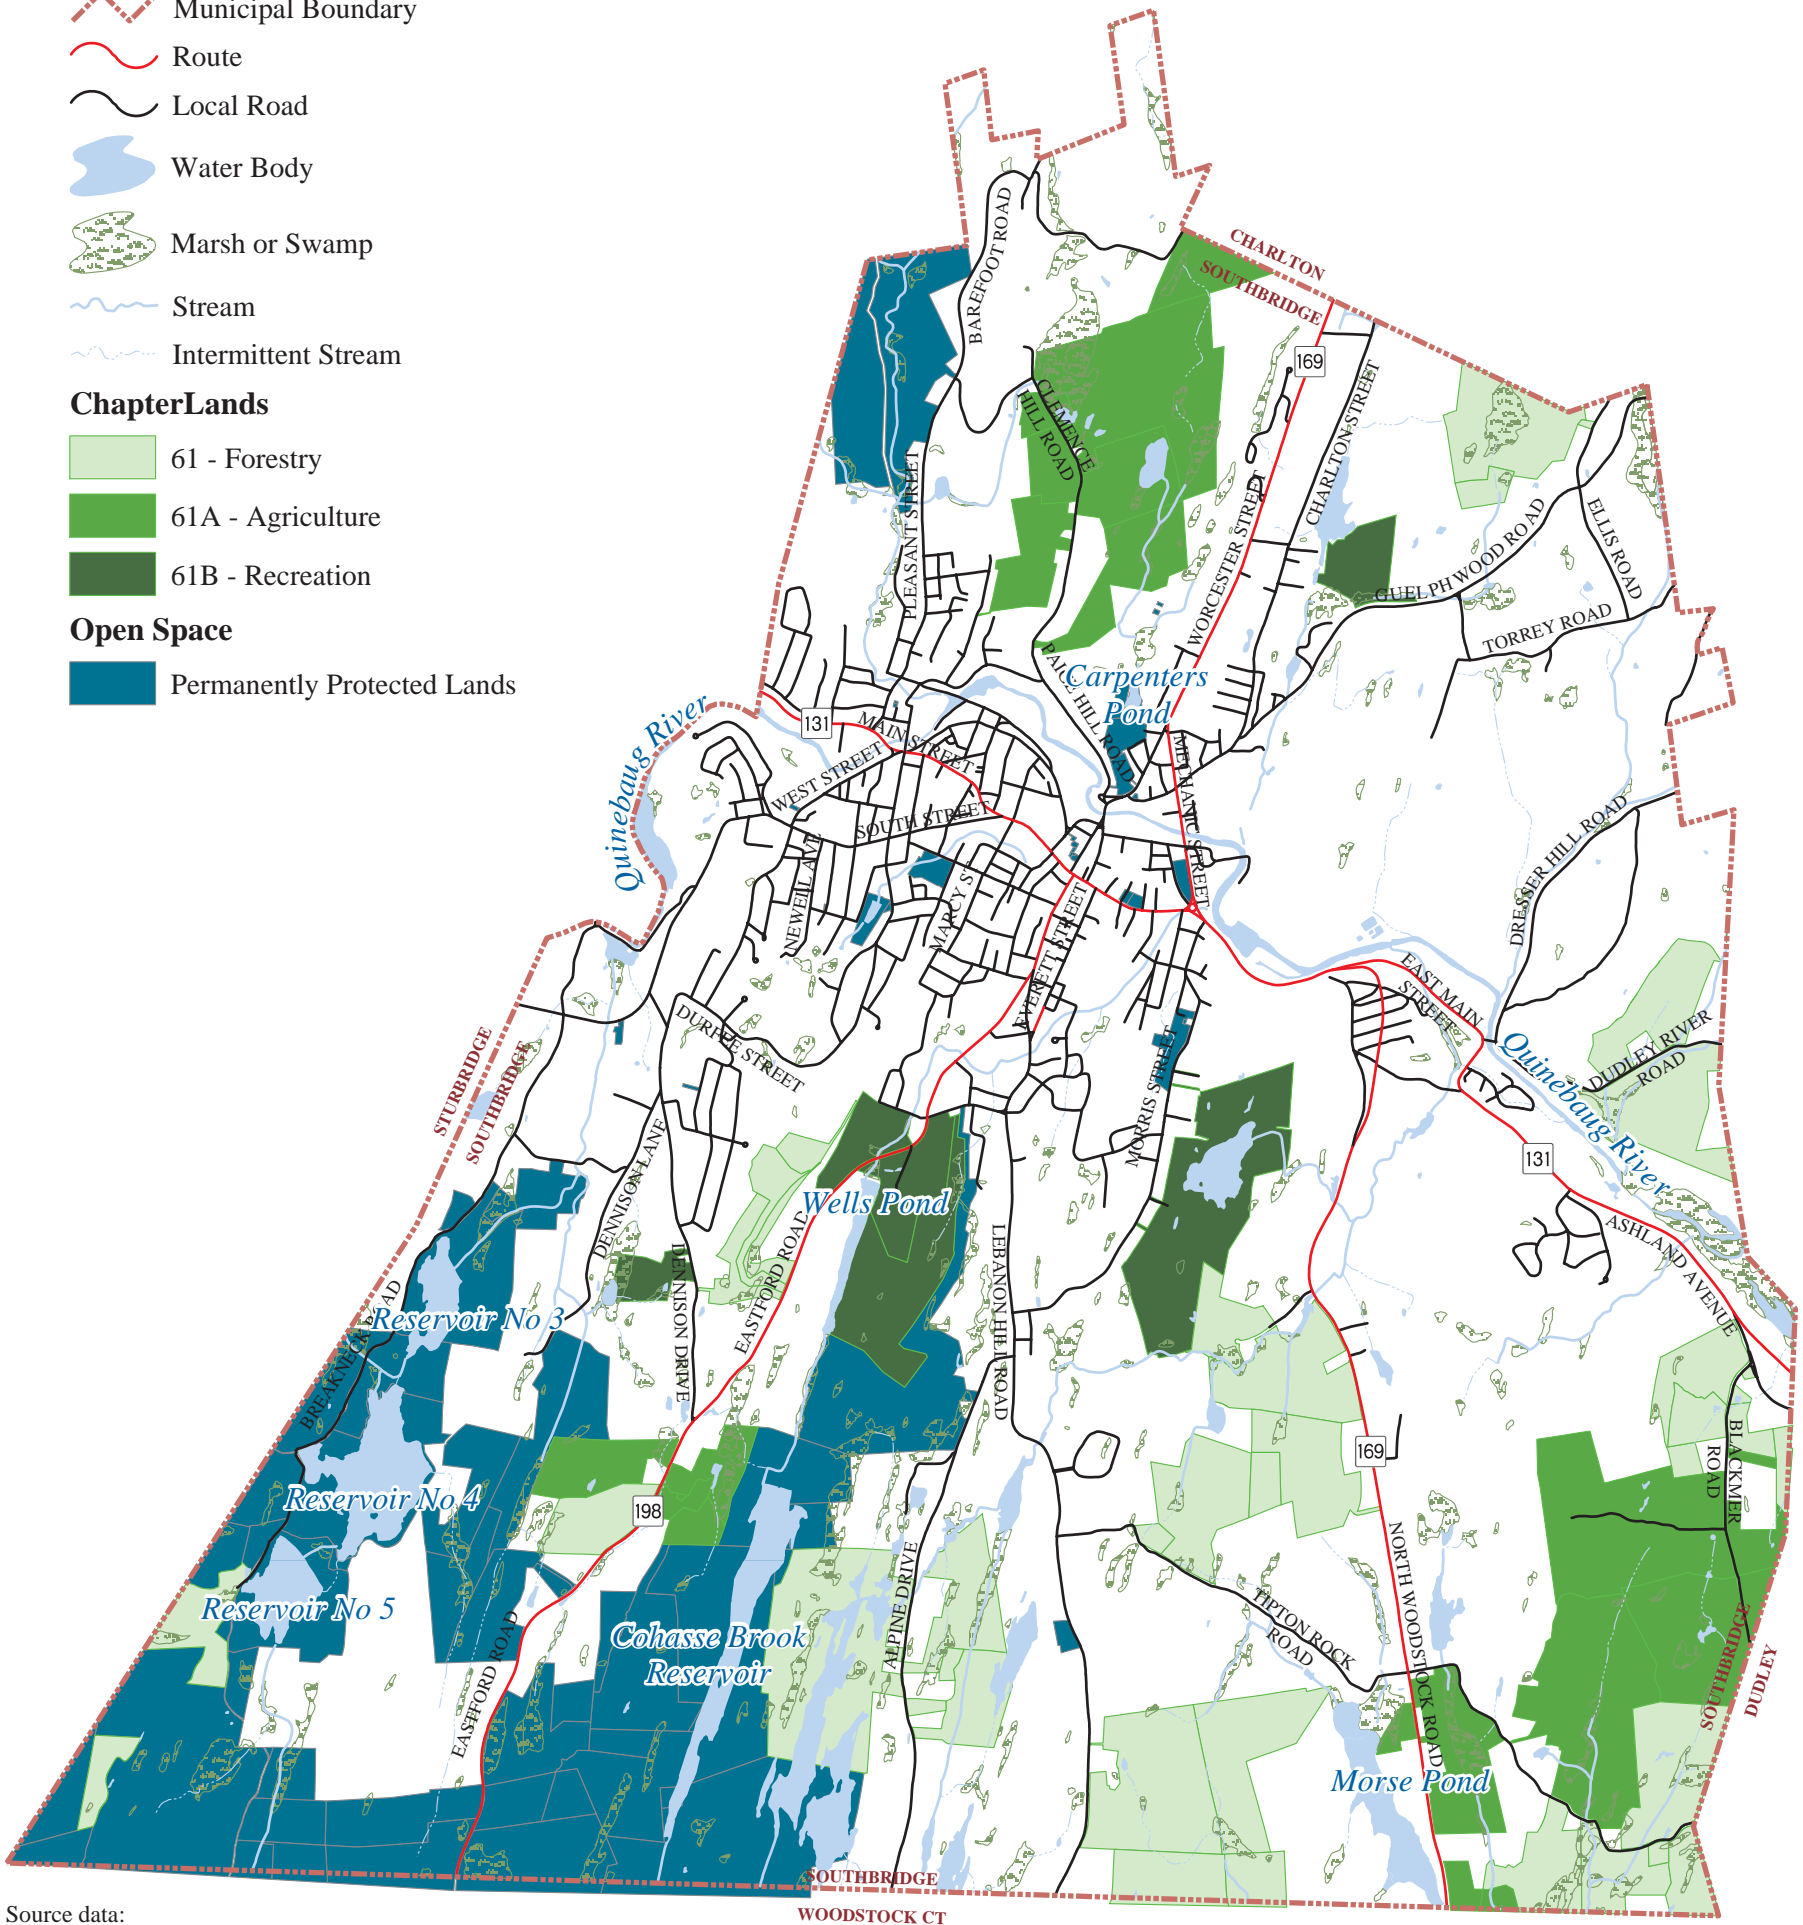 Municipal Boundary
Route
Local Road
Water Body
Marsh or Swamp
Stream
Intermittent Stream
ChapterLands
61 - Forestry
61A - Agriculture
61B - Recreation
Open Space
Permanently Protected Lands
CHARLTON
SOUTHBRIDGE
169
BAREFOOT ROAD
CLEMENCE
HILL ROAD
CHARLTON STREET
PLEASANT STREET
WORCESTER STREET
GUELPH WOOD ROAD
ELLIS ROAD
TORREY ROAD
PAIGE HILL ROAD
Carpenters
Pond
Quinebaug River
131
MAIN STREET
WEST STREET
SOUTH STREET
MECHANIC STREET
NEWELL AVE
MARCY ST
EVERETT STREET
DRESSER HILL ROAD
EAST MAIN
STREET
DURFEE STREET
STURBRIDGE
SOUTHBRIDGE
MORRIS STREET
Quinebaug River
DUDLEY RIVER
ROAD
131
DENNISON LANE
Wells Pond
ASHLAND AVENUE
DENNISON DRIVE
EASTFORD ROAD
LEBANON HILL ROAD
BREAKNECK ROAD
Reservoir No 3
169
BLACKMER
ROAD
Reservoir No 4
198
NORTH WOODSTOCK ROAD
ALPINE DRIVE
Reservoir No 5
TIPTON ROCK
ROAD
Cohasse Brook
Reservoir
EASTFORD ROAD
SOUTHBRIDGE
DUDLEY
Morse Pond
SOUTHBRIDGE
WOODSTOCK CT
Source data: